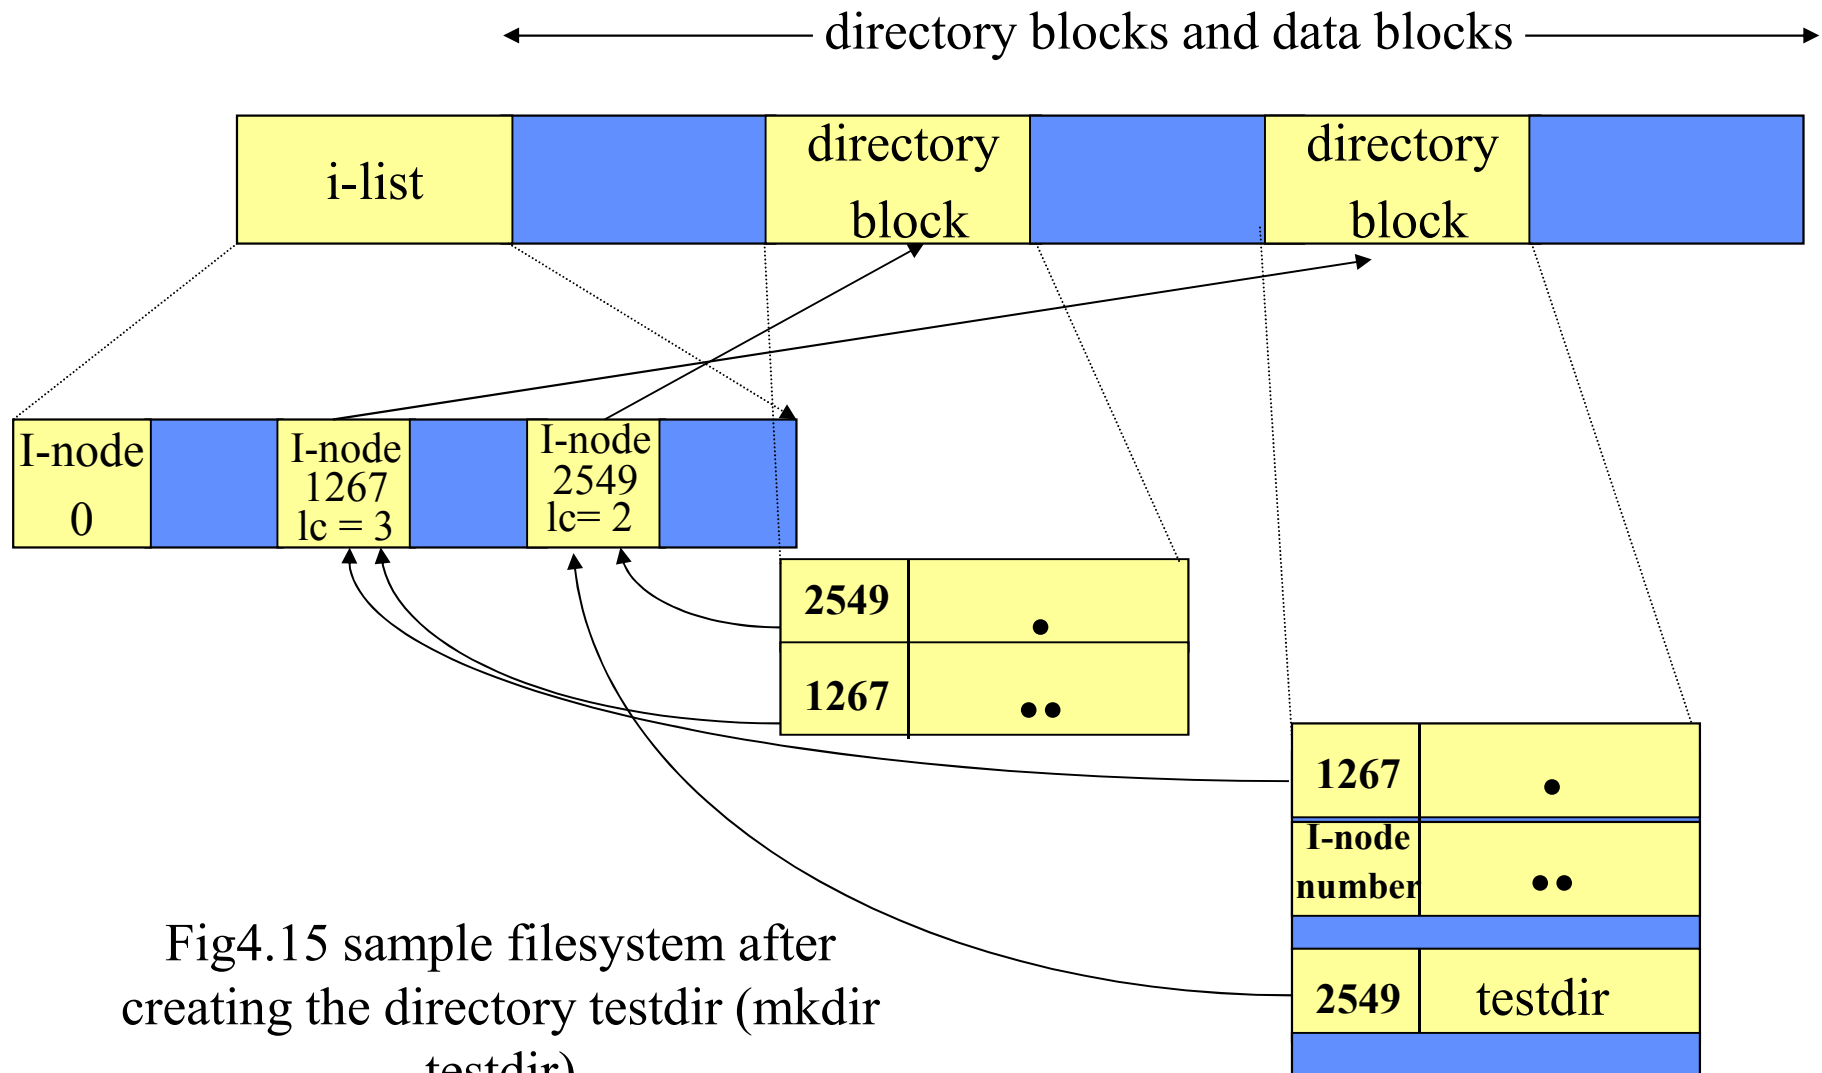 directory blocks and data blocks
i-list
directory
block
directory
block
I-node
0
I-node
1267
lc = 3
I-node
2549
lc= 2
2549 .
1267 ..
1267 .
I-node
number
..
2549 testdir
Fig4.15 sample filesystem after
creating the directory testdir (mkdir
testdir)